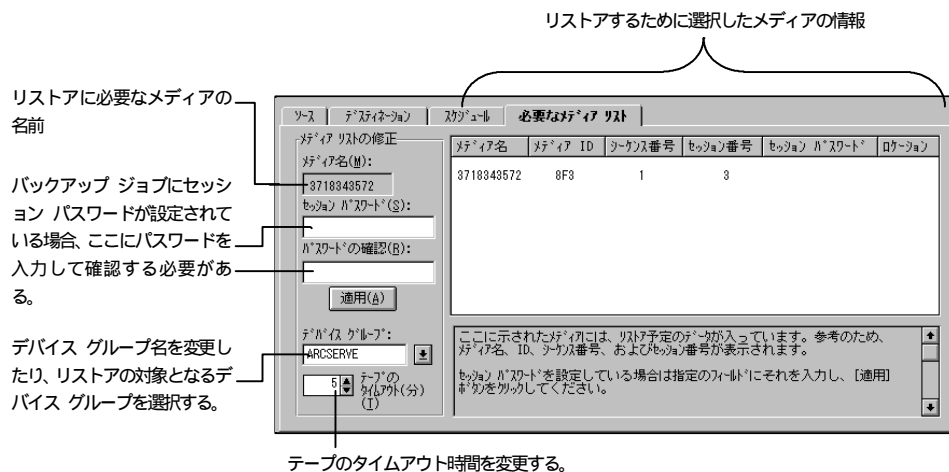 リストアするために選択したメディアの情報
リストアに必要なメディアの
名前
バックアップ ジョブにセッシ
ョン パスワードが設定されて
いる場合、ここにパスワードを
入力して確認する必要があ
る。
デバイス グループ名を変更し
たり、リストアの対象となるデ
バイス グループを選択する。
ソース ﾃﾞｽﾃｨﾈｰｼｮﾝ ｽｹｼﾞｭｰﾙ 必要なﾒﾃﾞｨｱ ﾘｽﾄ
ﾒﾃﾞｨｱ ﾘｽﾄの修正
ﾒﾃﾞｨｱ名(M):
3718343572
ｾｯｼｮﾝ ﾊﾟｽﾜｰﾄﾞ(S):
ﾊﾟｽﾜｰﾄﾞの確認(R):
適用(A)
ﾃﾞﾊﾞｲｽ ｸﾞﾙｰﾌﾟ:
ARCSERVE
5 ﾃｰﾌﾟの
ﾀｲﾑｱｳﾄ(分)
(T)
ﾒﾃﾞｨｱ名 ﾒﾃﾞｨｱ ID ｼｰｹﾝｽ番号 ｾｯｼｮﾝ番号 ｾｯｼｮﾝ ﾊﾟｽﾜｰﾄﾞ ﾛｹｰｼｮﾝ
3718343572 8F3 1 3
ここに示されたﾒﾃﾞｨｱには、ﾘｽﾄｱ予定のﾃﾞｰﾀが入っています。参考のため、
ﾒﾃﾞｨｱ名、ID、ｼｰｹﾝｽ番号、およびｾｯｼｮﾝ番号が表示されます。
ｾｯｼｮﾝ ﾊﾟｽﾜｰﾄﾞを設定している場合は指定のﾌｨｰﾙﾄﾞにそれを入力し、[適用]
ﾎﾞﾀﾝをｸﾘｯｸしてください。
テープのタイムアウト時間を変更する。